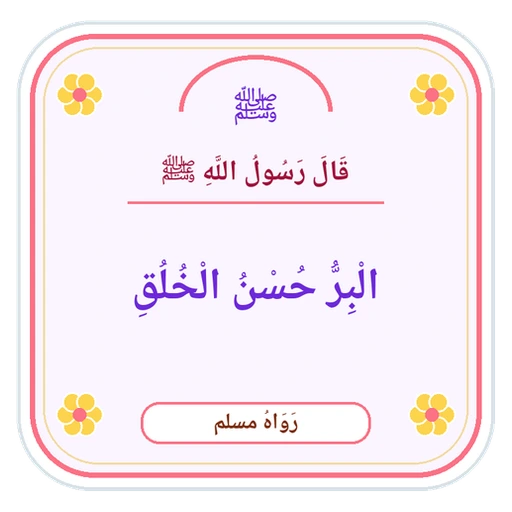 ﷺ
قَالَ رَسُولُ اللَّهِ ﷺ
الْبِرُّ حُسْنُ الْخُلُقِ
رَوَاهُ مسلم